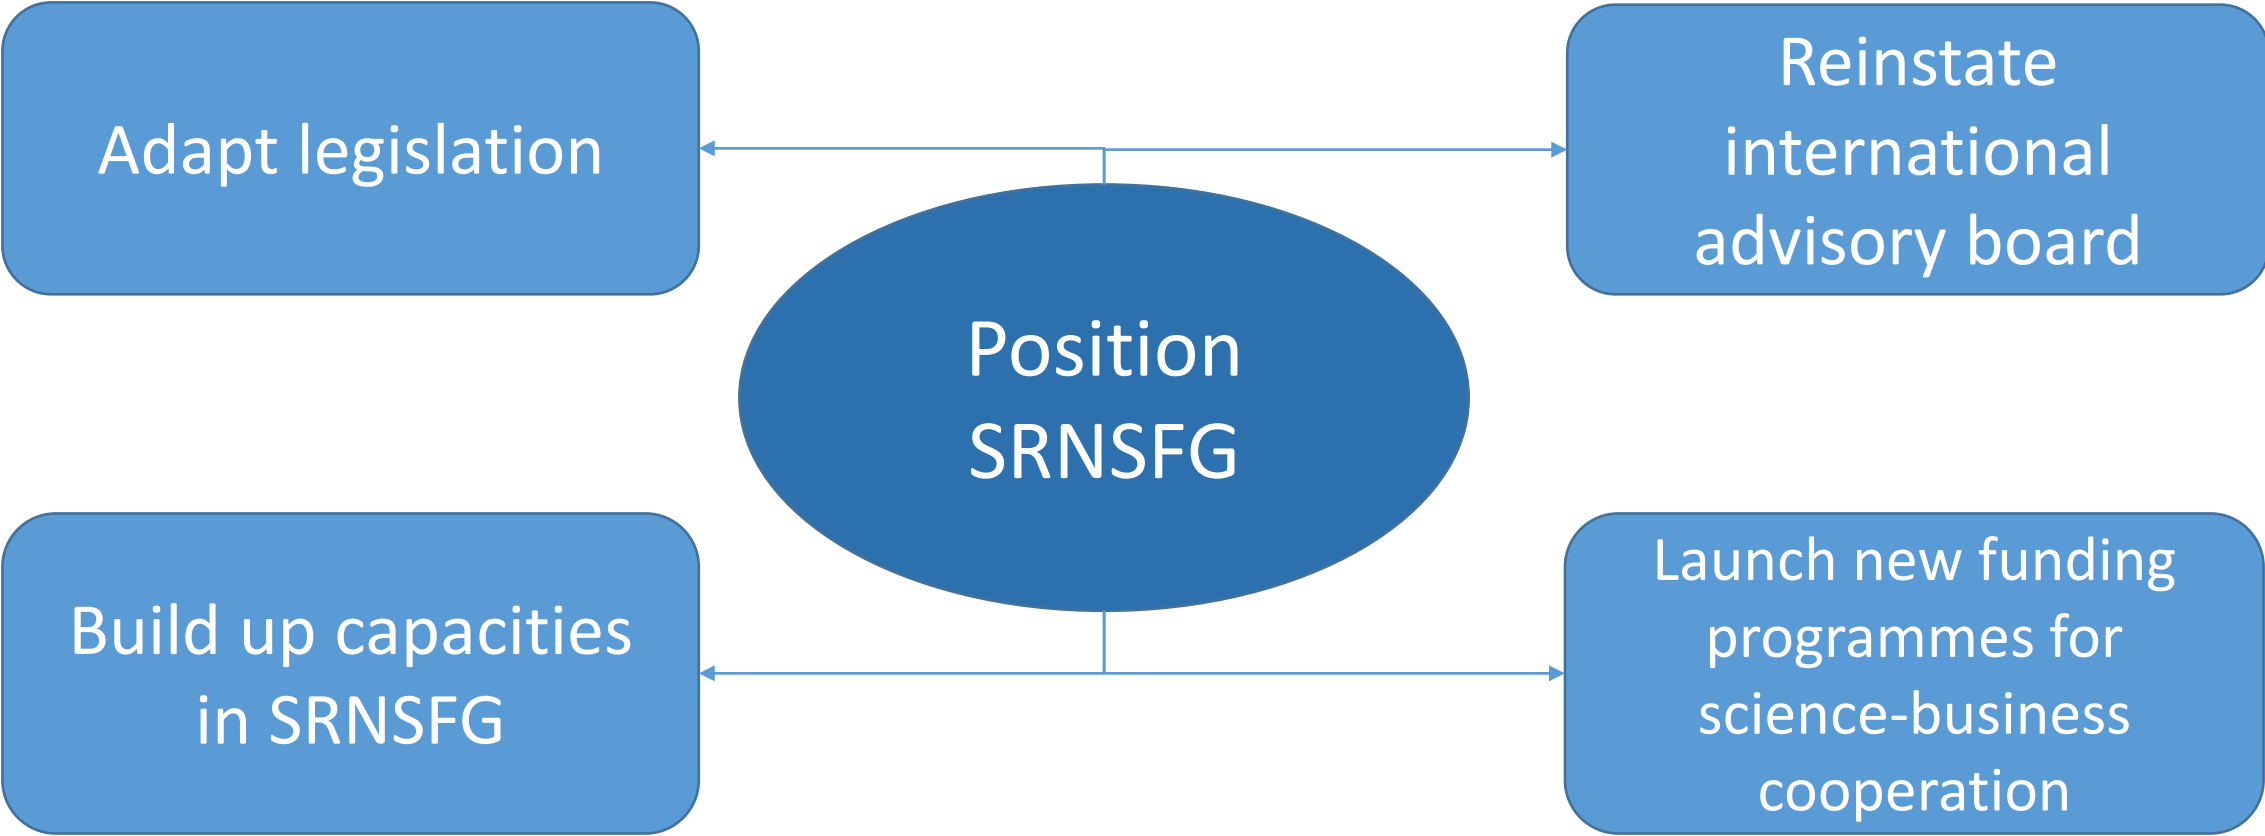 Adapt legislation
Reinstate
international
advisory board
Position
SRNSFG
Build up capacities
in SRNSFG
Launch new funding
programmes for
science-business
cooperation